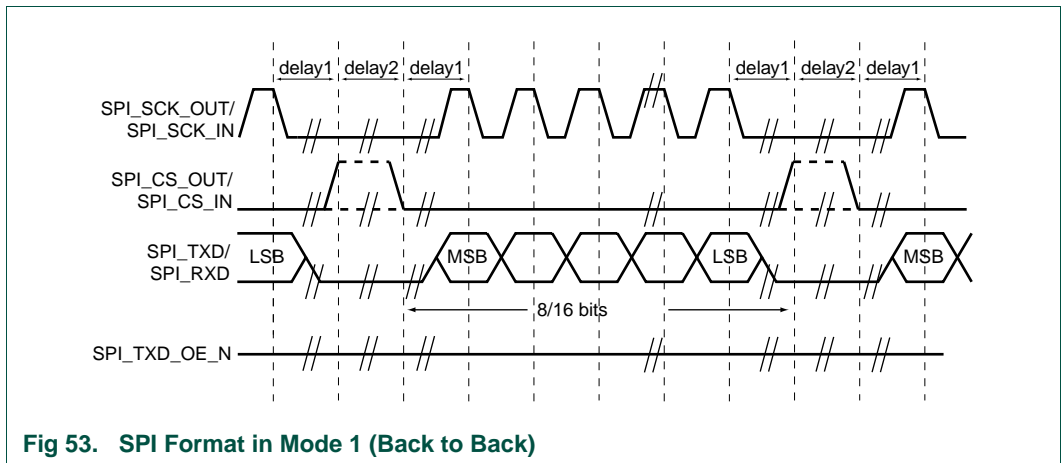 delay1 delay2 delay1 delay1 delay2 delay1
SPI_SCK_OUT/
SPI_SCK_IN
SPI_CS_OUT/
SPI_CS_IN
SPI_TXD/
SPI_RXD
LSB MSB LSB MSB
8/16 bits
SPI_TXD_OE_N
Fig 53. SPI Format in Mode 1 (Back to Back)